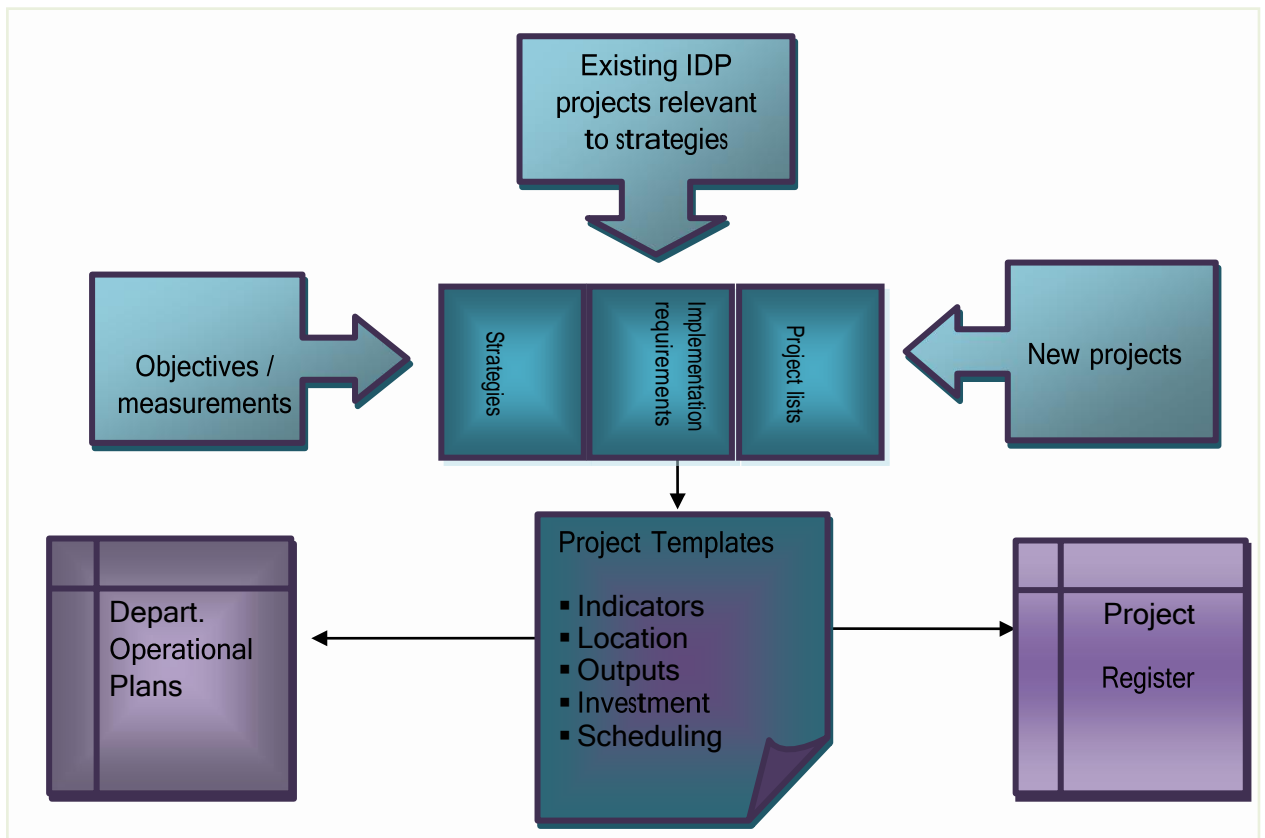 Existing IDP
projects relevant
to strategies
Objectives /
measurements
Strategies
Implementation
requirements
Project lists
New projects
Project Templates
▪ Indicators
▪ Location
▪ Outputs
▪ Investment
▪ Scheduling
Depart.
Operational
Plans
Project
Register